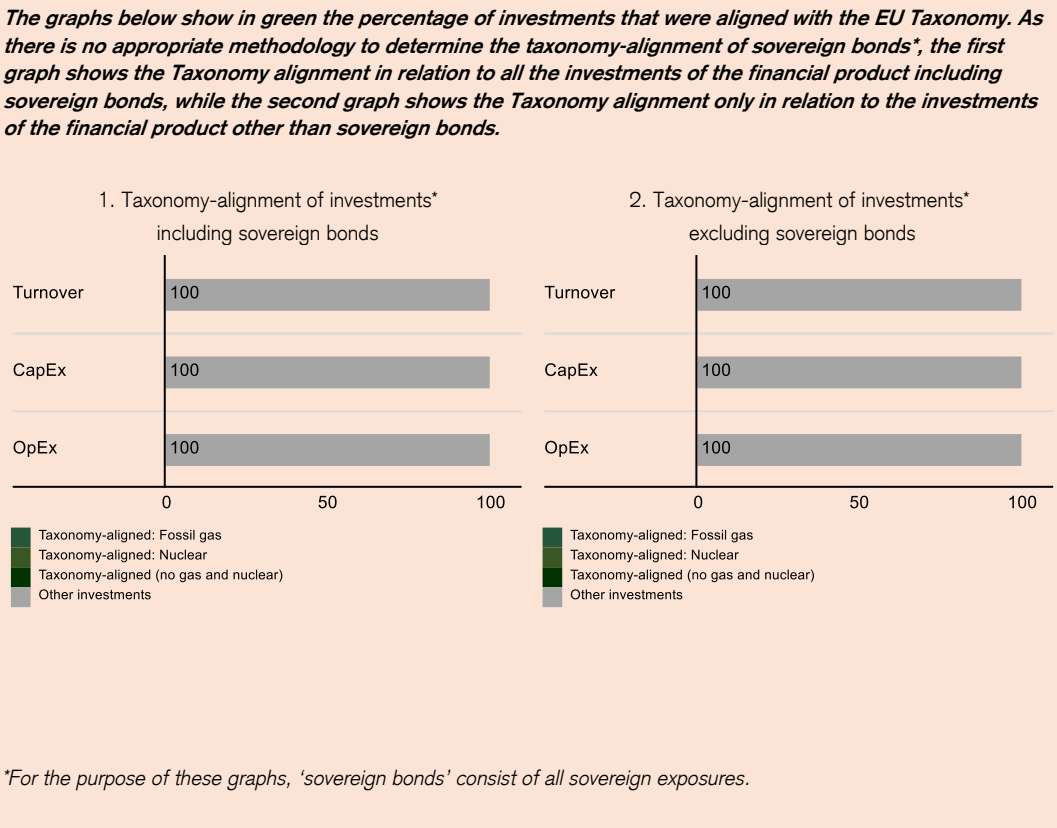 The graphs below show in green the percentage of investments that were aligned with the EU Taxonomy. As
there is no appropriate methodology to determine the taxonomy-alignment of sovereign bonds*, the first
graph shows the Taxonomy alignment in relation to all the investments of the financial product including
sovereign bonds, while the second graph shows the Taxonomy alignment only in relation to the investments
of the financial product other than sovereign bonds.
1. Taxonomy-alignment of investments*
including sovereign bonds
Turnover
100
CapEx
100
OpEx
100
0 50 100
Taxonomy-aligned: Fossil gas
Taxonomy-aligned: Nuclear
Taxonomy-aligned (no gas and nuclear)
Other investments
2. Taxonomy-alignment of investments*
excluding sovereign bonds
Turnover
100
CapEx
100
OpEx
100
0 50 100
Taxonomy-aligned: Fossil gas
Taxonomy-aligned: Nuclear
Taxonomy-aligned (no gas and nuclear)
Other investments
*For the purpose of these graphs, ‘sovereign bonds’ consist of all sovereign exposures.